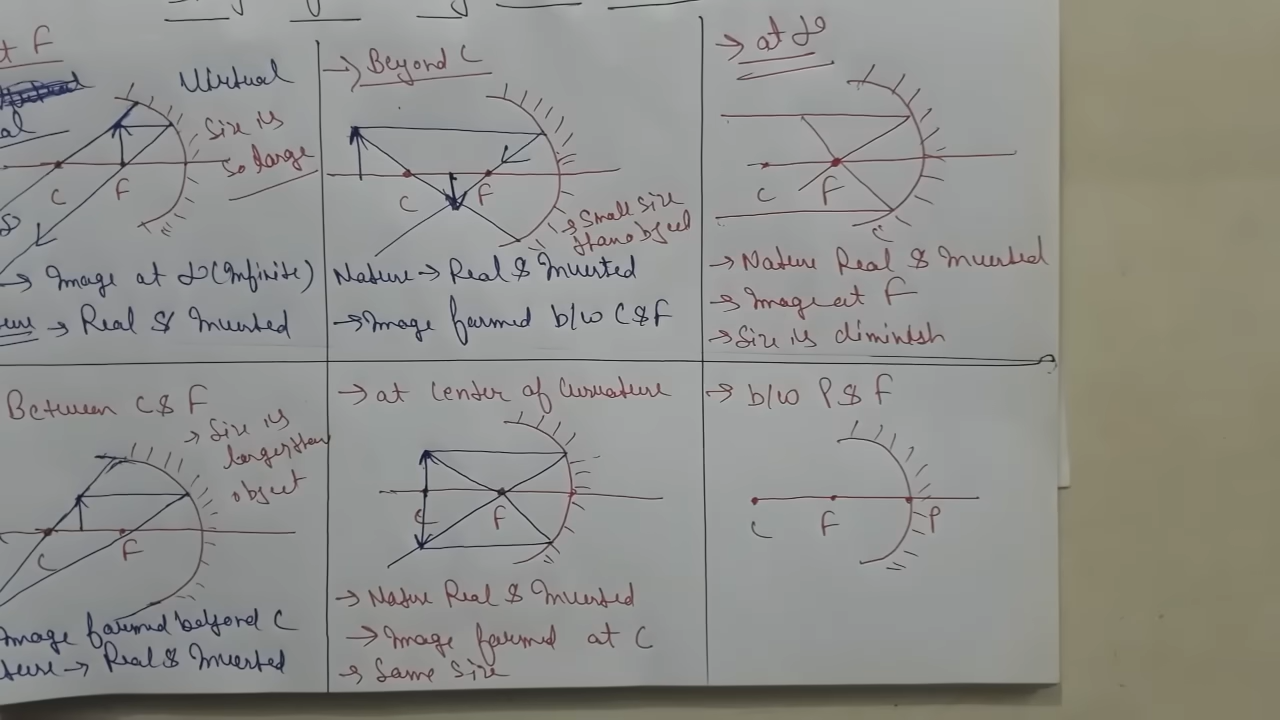 t F
al
Virtual
Size is
so large
C
F
→ Image at ∞ (Infinite)
→ Real & Inverted
→ Beyond C
C
F
→ Small size
than object
Nature → Real & Inverted
→ Image formed b/w C & F
→ at ∞
C
F
→ Nature Real & Inverted
→ Image at F
→ Size is diminish
Between C & F
→ Size is
larger than
object
C
F
Image formed beyond C
ture → Real & Inverted
→ at Center of Curvature
C
F
→ Nature Real & Inverted
→ Image formed at C
→ Same Size
→ b/w P & F
C
F
P